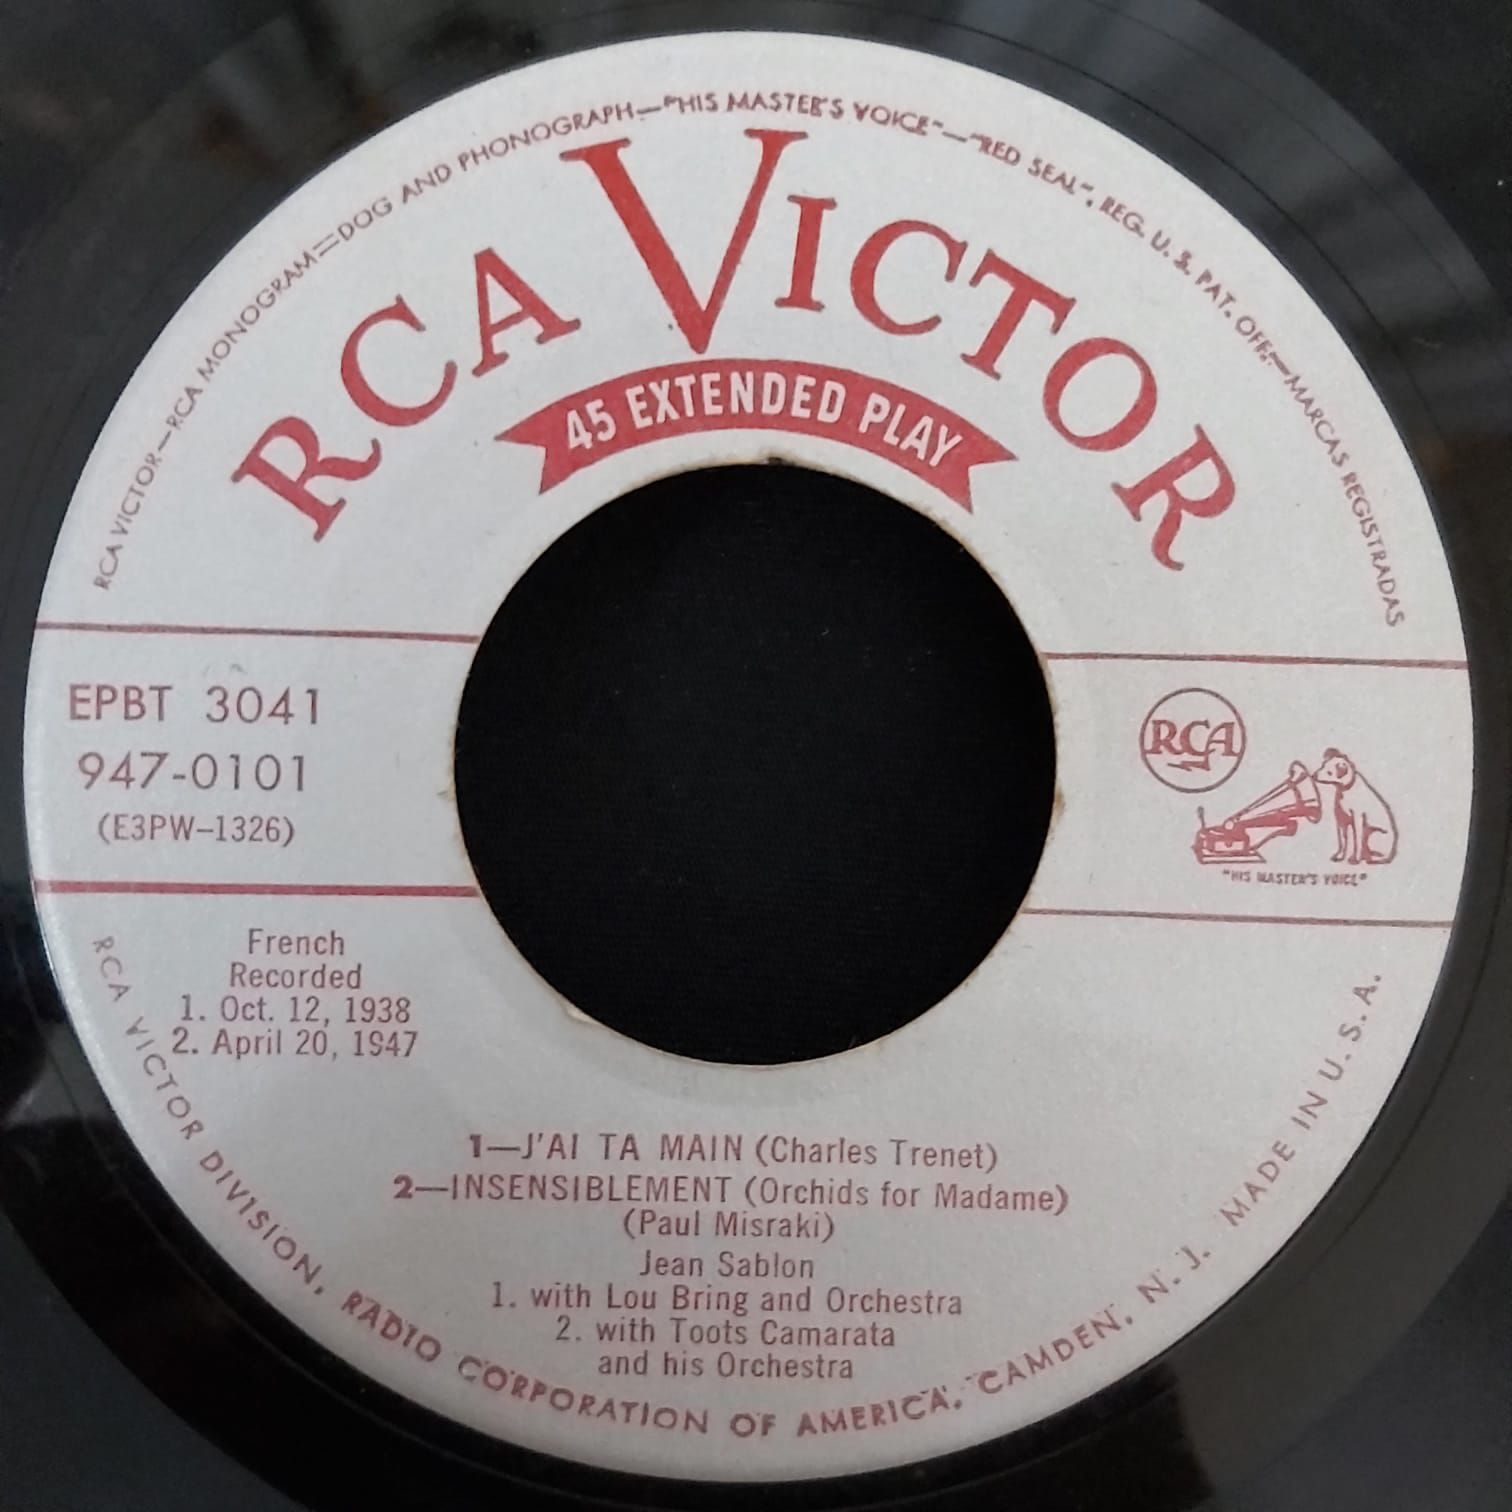 RCA VICTOR—RCA MONOGRAM—DOG AND PHONOGRAPH—"HIS MASTER'S VOICE"—"RED SEAL", REG. U. S. PAT. OFF.—MARCAS REGISTRADAS
RCA VICTOR
45 EXTENDED PLAY
EPBT 3041
947-0101
(E3PW-1326)
RCA
"HIS MASTER'S VOICE"
French
Recorded
1. Oct. 12, 1938
2. April 20, 1947
1—J'AI TA MAIN (Charles Trenet)
2—INSENSIBLEMENT (Orchids for Madame)
(Paul Misraki)
Jean Sablon
1. with Lou Bring and Orchestra
2. with Toots Camarata
and his Orchestra
RCA VICTOR DIVISION, RADIO CORPORATION OF AMERICA, CAMDEN, N. J. MADE IN U. S. A.